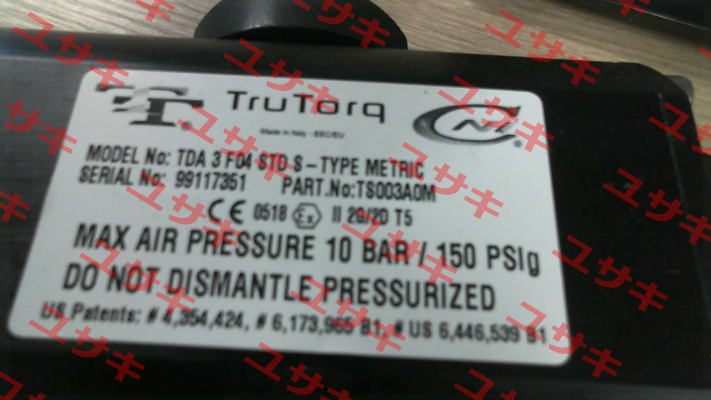 TruTorq
CNI
Made in Italy - EEC/EU
MODEL No: TDA 3 F04 STD S-TYPE METRIC
SERIAL No: 99117351 PART.No:TS003A0M
CE 0518 Ex II 2G/2D T5
MAX AIR PRESSURE 10 BAR / 150 PSIg
DO NOT DISMANTLE PRESSURIZED
US Patents: # 4,354,424, # 6,173,965 B1, # US 6,446,539 B1
ユサキ